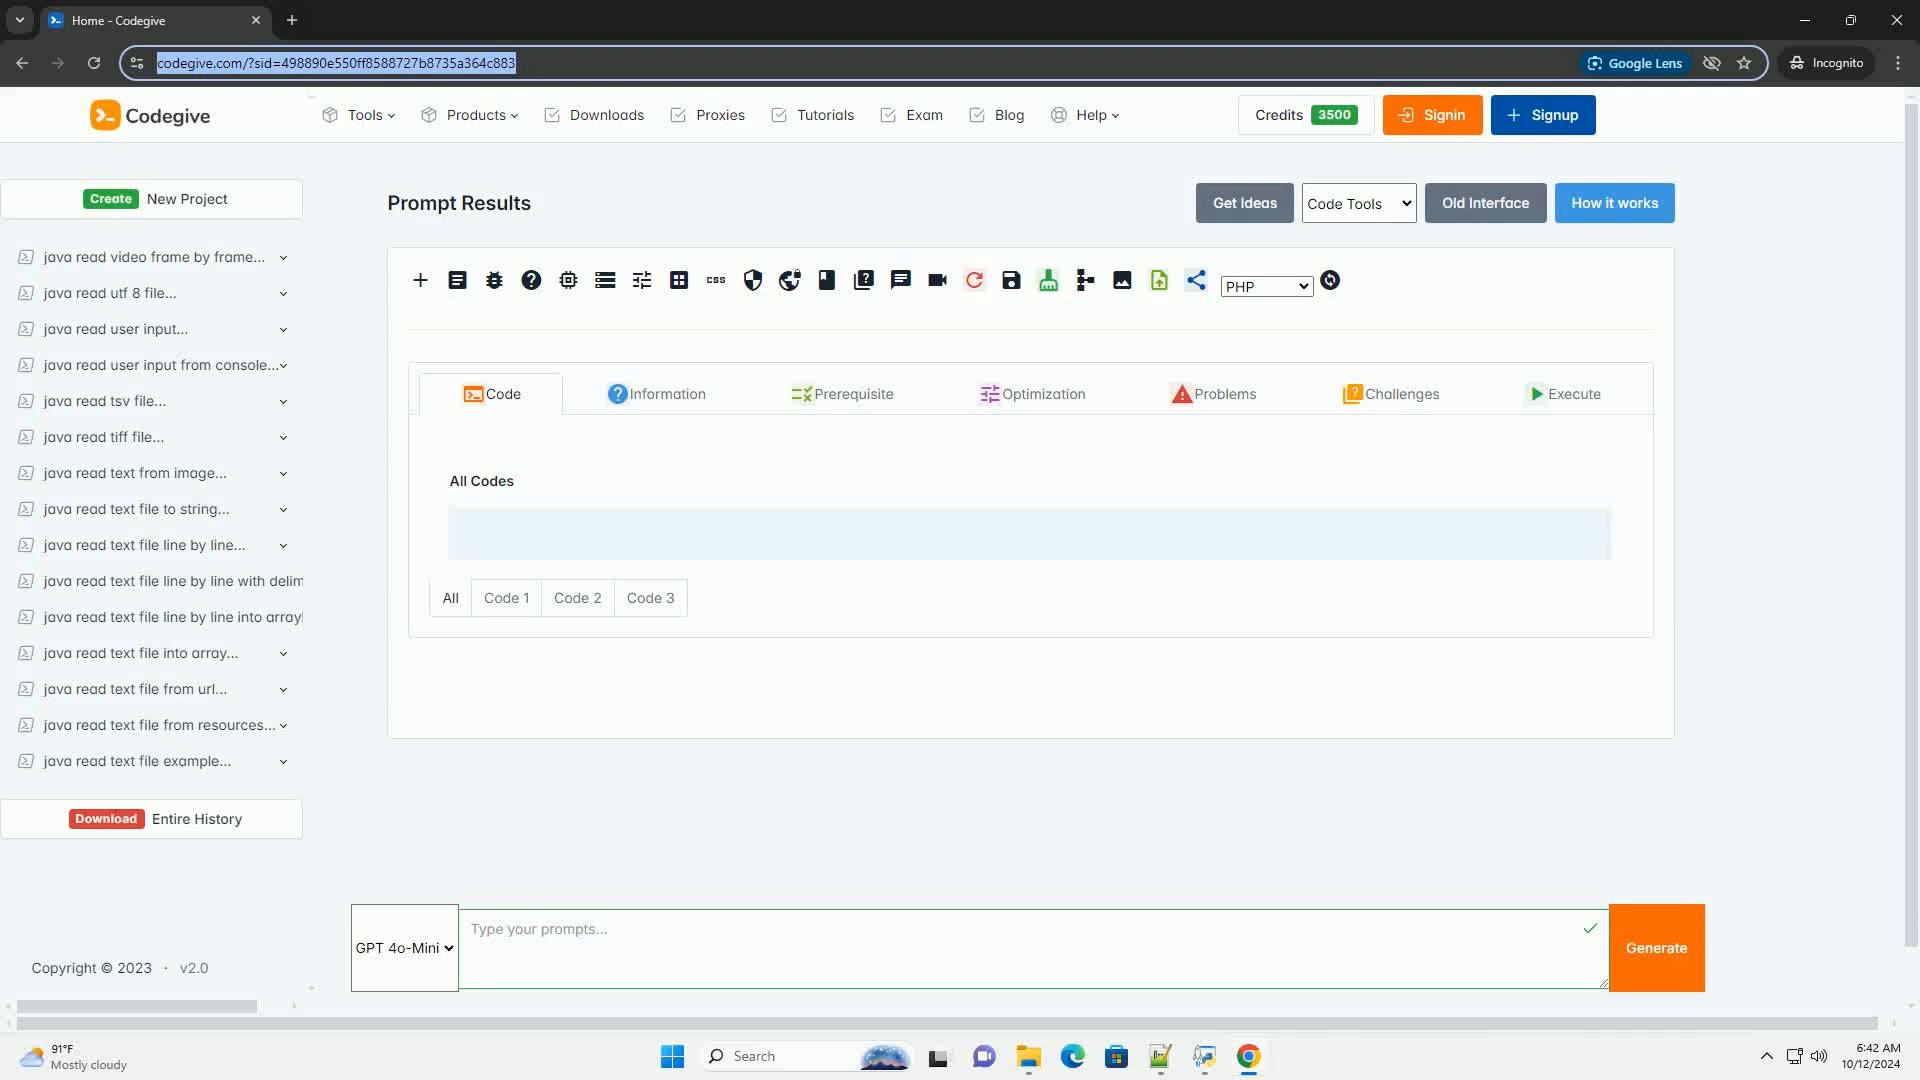 Home - Codegive
codegive.com/?sid=498890e550ff8588727b8735a364c883
Google Lens
Incognito
Codegive
Tools
Products
Downloads
Proxies
Tutorials
Exam
Blog
Help
Credits 3500
Signin
Signup
Create New Project
java read video frame by frame...
java read utf 8 file...
java read user input...
java read user input from console...
java read tsv file...
java read tiff file...
java read text from image...
java read text file to string...
java read text file line by line...
java read text file line by line with delim
java read text file line by line into array
java read text file into array...
java read text file from url...
java read text file from resources...
java read text file example...
Download Entire History
Copyright © 2023 · v2.0
Prompt Results
Get Ideas
Code Tools
Old Interface
How it works
css
PHP
Code
Information
Prerequisite
Optimization
Problems
Challenges
Execute
All Codes
All
Code 1
Code 2
Code 3
GPT 4o-Mini
Type your prompts...
Generate
91°F
Mostly cloudy
Search
6:42 AM
10/12/2024